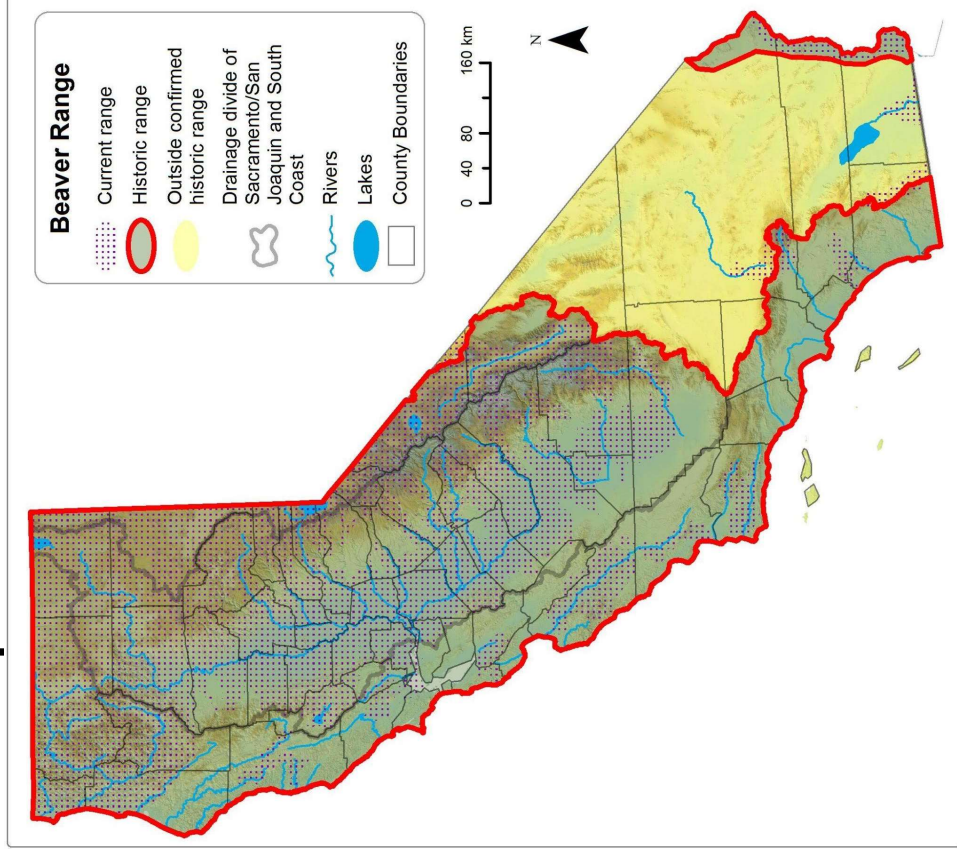 Beaver Range
Current range
Historic range
Outside confirmed
historic range
Drainage divide of
Sacramento/San
Joaquin and South
Coast
Rivers
Lakes
County Boundaries
0 40 80 160 km
N